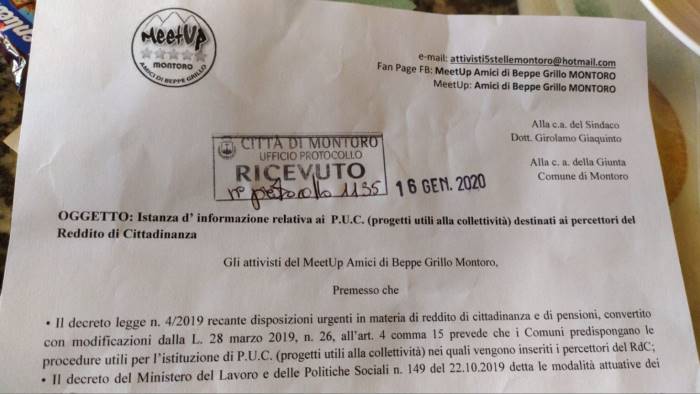 MeetUp
MONTORO
AMICI DI BEPPE GRILLO
e-mail: attivisti5stellemontoro@hotmail.com
Fan Page FB: MeetUp Amici di Beppe Grillo MONTORO
MeetUp: Amici di Beppe Grillo MONTORO
Alla c.a. del Sindaco
Dott. Girolamo Giaquinto
Alla c. a. della Giunta
Comune di Montoro
CITTÀ DI MONTORO
UFFICIO PROTOCOLLO
RICEVUTO
n° protocollo 1135
16 GEN. 2020
OGGETTO: Istanza d' informazione relativa ai P.U.C. (progetti utili alla collettività) destinati ai percettori del
Reddito di Cittadinanza
Gli attivisti del MeetUp Amici di Beppe Grillo Montoro,
Premesso che
• Il decreto legge n. 4/2019 recante disposizioni urgenti in materia di reddito di cittadinanza e di pensioni, convertito
con modificazioni dalla L. 28 marzo 2019, n. 26, all'art. 4 comma 15 prevede che i Comuni predispongano le
procedure utili per l'istituzione di P.U.C. (progetti utili alla collettività) nei quali vengono inseriti i percettori del RdC;
• Il decreto del Ministero del Lavoro e delle Politiche Sociali n. 149 del 22.10.2019 detta le modalità attuative dei